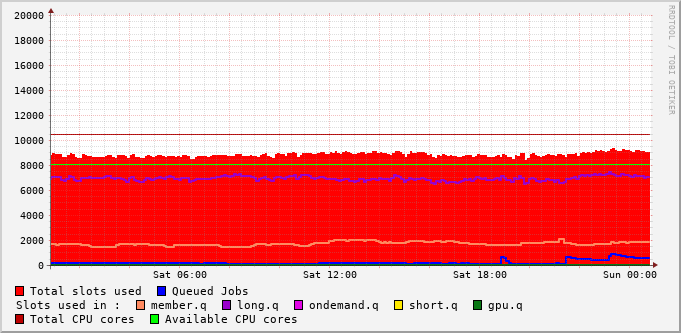 20000
18000
16000
14000
12000
10000
8000
6000
4000
2000
0
Sat 06:00 Sat 12:00 Sat 18:00 Sun 00:00
RRDTOOL / TOBI OETIKER
Total slots used Queued Jobs
Slots used in : member.q long.q ondemand.q short.q gpu.q
Total CPU cores Available CPU cores